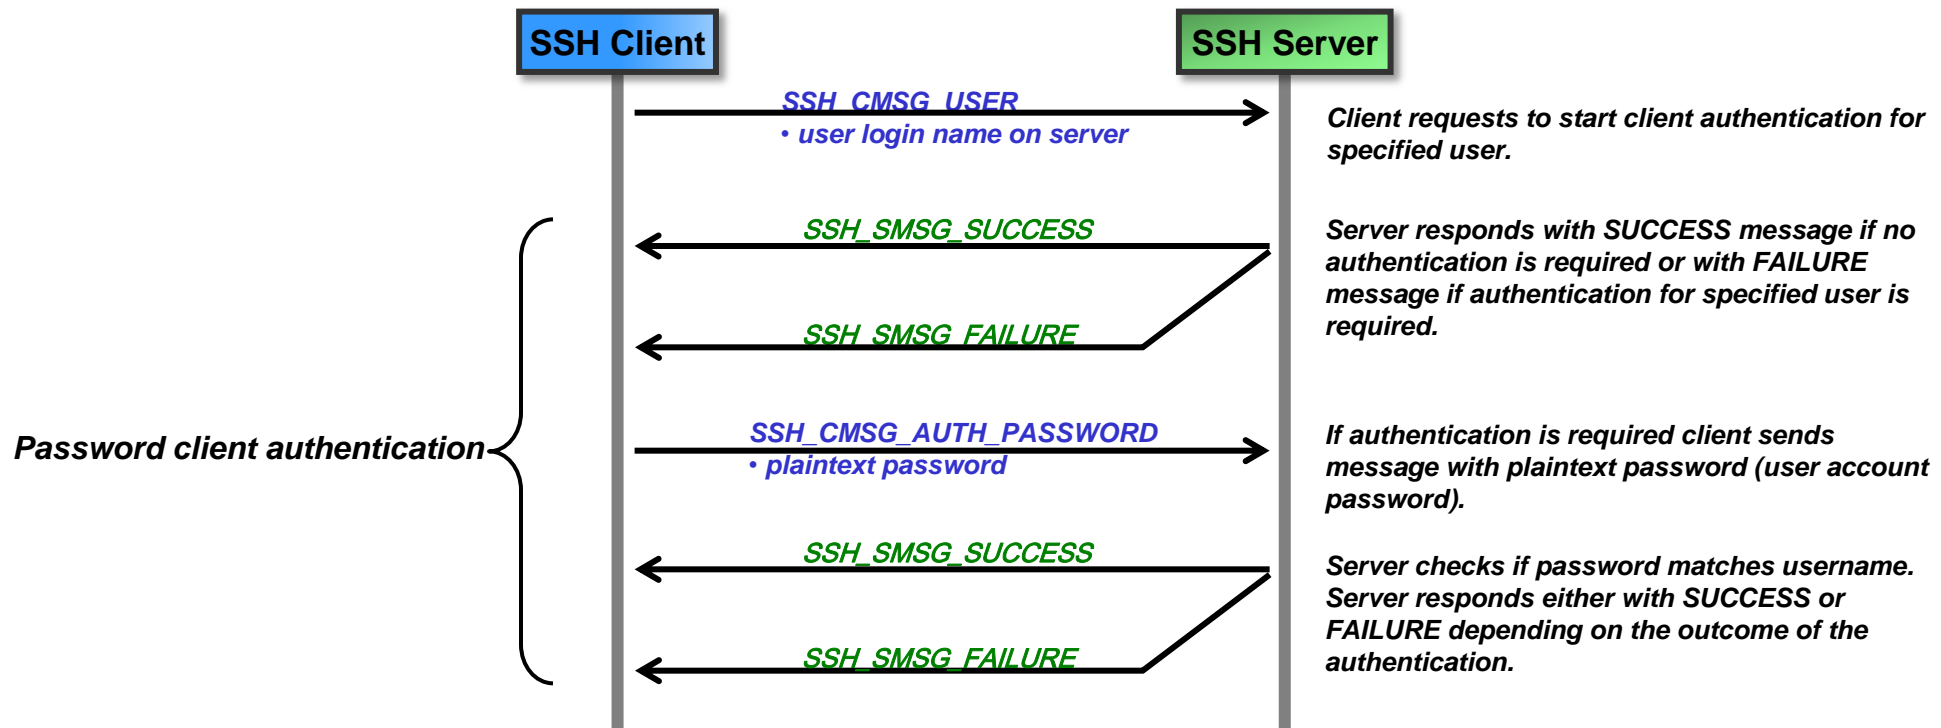 SSH Client
SSH Server
SSH_CMSG_USER
• user login name on server
Client requests to start client authentication for
specified user.
SSH_SMSG_SUCCESS
Server responds with SUCCESS message if no
authentication is required or with FAILURE
message if authentication for specified user is
required.
SSH_SMSG_FAILURE
Password client authentication
SSH_CMSG_AUTH_PASSWORD
• plaintext password
If authentication is required client sends
message with plaintext password (user account
password).
SSH_SMSG_SUCCESS
Server checks if password matches username.
Server responds either with SUCCESS or
FAILURE depending on the outcome of the
authentication.
SSH_SMSG_FAILURE